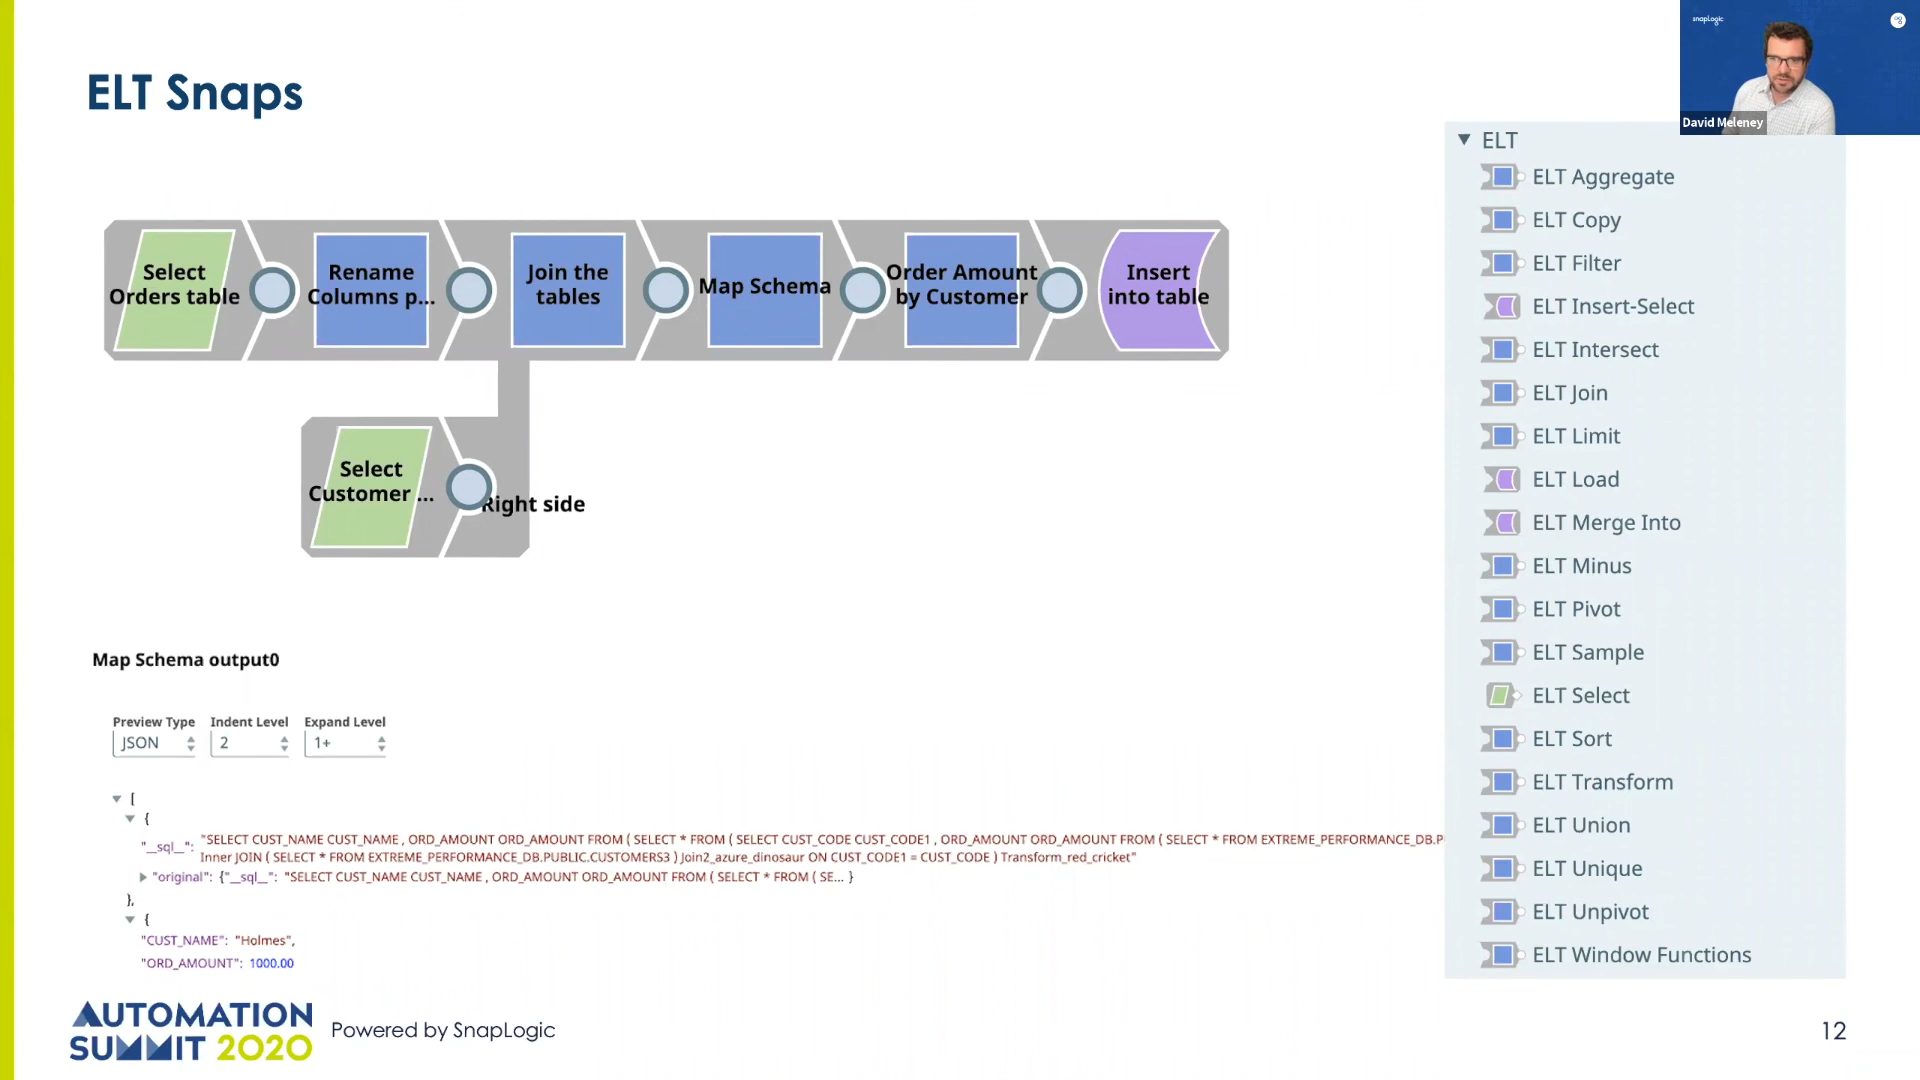 snapLogic
David Meleney
ELT Snaps
Select
Orders table
Rename
Columns p...
Join the
tables
Map Schema
Order Amount
by Customer
Insert
into table
Select
Customer ...
Right side
Map Schema output0
Preview Type
Indent Level
Expand Level
JSON
2
1+
[
{
"__sql__": "SELECT CUST_NAME CUST_NAME , ORD_AMOUNT ORD_AMOUNT FROM ( SELECT * FROM ( SELECT CUST_CODE CUST_CODE1 , ORD_AMOUNT ORD_AMOUNT FROM ( SELECT * FROM EXTREME_PERFORMANCE_DB.P
Inner JOIN ( SELECT * FROM EXTREME_PERFORMANCE_DB.PUBLIC.CUSTOMERS3 ) Join2_azure_dinosaur ON CUST_CODE1 = CUST_CODE ) Transform_red_cricket"
"original": {"__sql__": "SELECT CUST_NAME CUST_NAME , ORD_AMOUNT ORD_AMOUNT FROM ( SELECT * FROM ( SE... }
},
{
"CUST_NAME": "Holmes",
"ORD_AMOUNT": 1000.00
ELT
ELT Aggregate
ELT Copy
ELT Filter
ELT Insert-Select
ELT Intersect
ELT Join
ELT Limit
ELT Load
ELT Merge Into
ELT Minus
ELT Pivot
ELT Sample
ELT Select
ELT Sort
ELT Transform
ELT Union
ELT Unique
ELT Unpivot
ELT Window Functions
AUTOMATION
SUMMIT 2020
Powered by SnapLogic
12